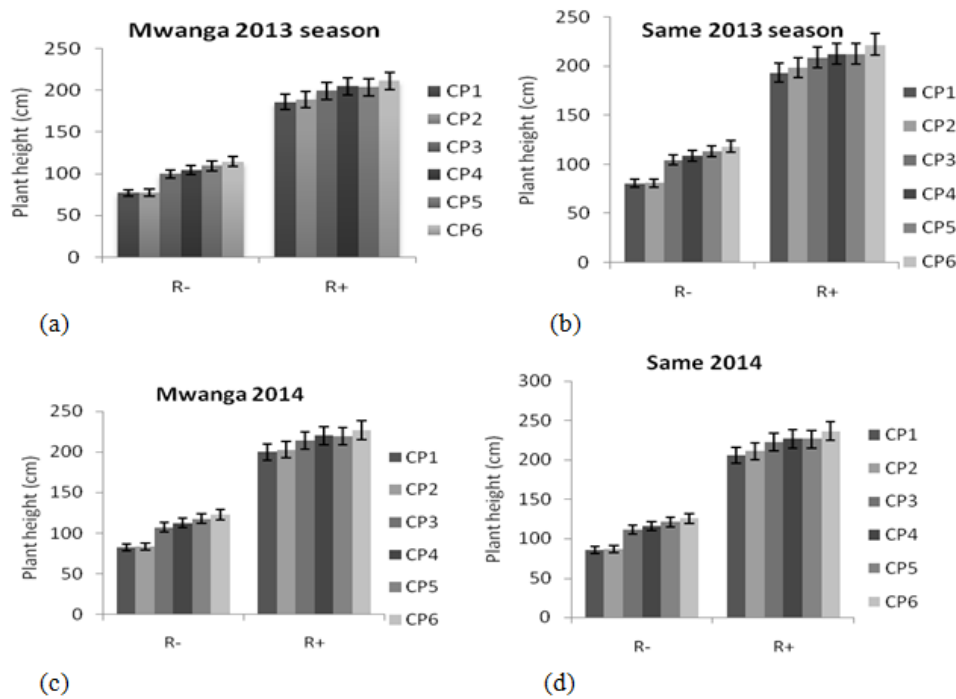 Mwanga 2013 season
Plant height (cm)
250
200
150
100
50
0
R-
R+
CP1
CP2
CP3
CP4
CP5
CP6
(a)
Same 2013 season
Plant height (cm)
250
200
150
100
50
0
R-
R+
CP1
CP2
CP3
CP4
CP5
CP6
(b)
Mwanga 2014
Plant height (cm)
250
200
150
100
50
0
R-
R+
CP1
CP2
CP3
CP4
CP5
CP6
(c)
Same 2014
Plant height (cm)
300
250
200
150
100
50
0
R-
R+
CP1
CP2
CP3
CP4
CP5
CP6
(d)